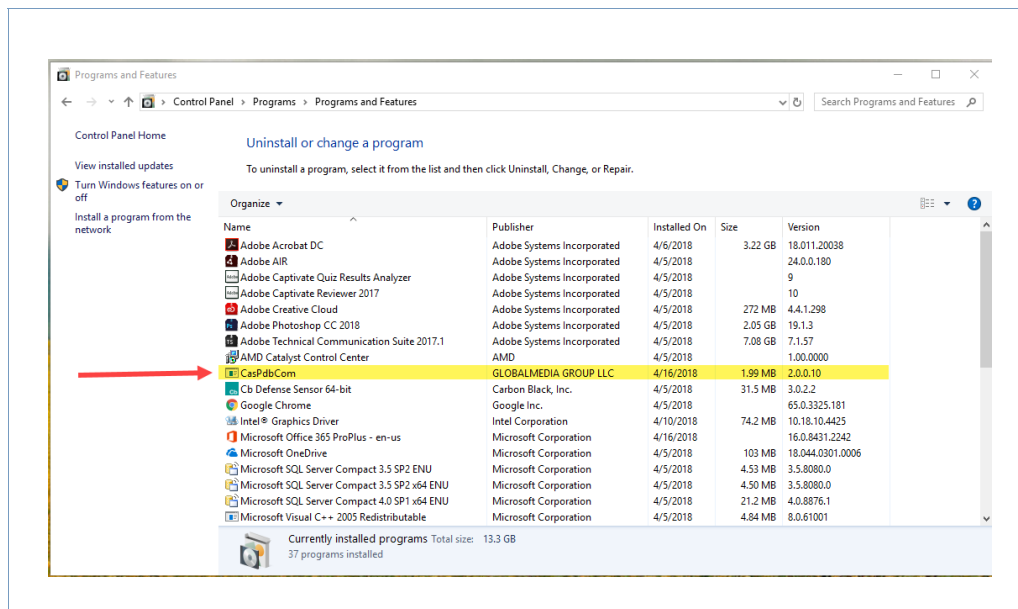 Programs and Features
Control Panel > Programs > Programs and Features
Search Programs and Features
Control Panel Home
View installed updates
Turn Windows features on or
off
Install a program from the
network
Uninstall or change a program
To uninstall a program, select it from the list and then click Uninstall, Change, or Repair.
Organize
Name Publisher Installed On Size Version
Adobe Acrobat DC Adobe Systems Incorporated 4/6/2018 3.22 GB 18.011.20038
Adobe AIR Adobe Systems Incorporated 4/5/2018 24.0.0.180
Adobe Captivate Quiz Results Analyzer Adobe Systems Incorporated 4/5/2018 9
Adobe Captivate Reviewer 2017 Adobe Systems Incorporated 4/5/2018 10
Adobe Creative Cloud Adobe Systems Incorporated 4/5/2018 272 MB 4.4.1.298
Adobe Photoshop CC 2018 Adobe Systems Incorporated 4/5/2018 2.05 GB 19.1.3
Adobe Technical Communication Suite 2017.1 Adobe Systems Incorporated 4/5/2018 7.08 GB 7.1.57
AMD Catalyst Control Center AMD 4/5/2018 1.00.0000
CasPdbCom GLOBALMEDIA GROUP LLC 4/16/2018 1.99 MB 2.0.0.10
Cb Defense Sensor 64-bit Carbon Black, Inc. 4/5/2018 31.5 MB 3.0.2.2
Google Chrome Google Inc. 4/5/2018 65.0.3325.181
Intel® Graphics Driver Intel Corporation 4/10/2018 74.2 MB 10.18.10.4425
Microsoft Office 365 ProPlus - en-us Microsoft Corporation 4/16/2018 16.0.8431.2242
Microsoft OneDrive Microsoft Corporation 4/5/2018 103 MB 18.044.0301.0006
Microsoft SQL Server Compact 3.5 SP2 ENU Microsoft Corporation 4/5/2018 4.53 MB 3.5.8080.0
Microsoft SQL Server Compact 3.5 SP2 x64 ENU Microsoft Corporation 4/5/2018 4.50 MB 3.5.8080.0
Microsoft SQL Server Compact 4.0 SP1 x64 ENU Microsoft Corporation 4/5/2018 21.2 MB 4.0.8876.1
Microsoft Visual C++ 2005 Redistributable Microsoft Corporation 4/5/2018 4.84 MB 8.0.61001
Currently installed programs Total size: 13.3 GB
37 programs installed